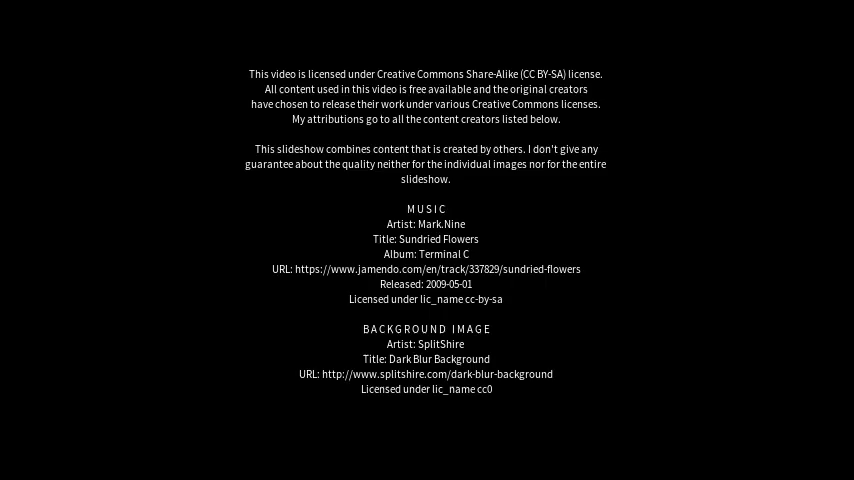 This video is licensed under Creative Commons Share-Alike (CC BY-SA) license.
All content used in this video is free available and the original creators
have chosen to release their work under various Creative Commons licenses.
My attributions go to all the content creators listed below.
This slideshow combines content that is created by others. I don't give any
guarantee about the quality neither for the individual images nor for the entire
slideshow.
MUSIC
Artist: Mark.Nine
Title: Sundried Flowers
Album: Terminal C
URL: https://www.jamendo.com/en/track/337829/sundried-flowers
Released: 2009-05-01
Licensed under lic_name cc-by-sa
BACKGROUND IMAGE
Artist: SplitShire
Title: Dark Blur Background
URL: http://www.splitshire.com/dark-blur-background
Licensed under lic_name cc0